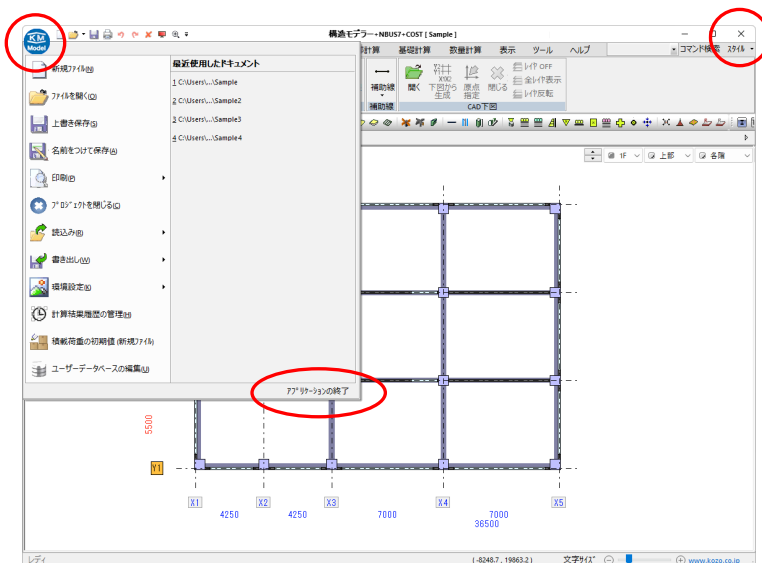 構造モデラー+NBUS7+COST [ Sample ]
KM
Model
計算 基礎計算 数量計算 表示 ツール ヘルプ コマンド検索 スタイル
新規ファイル(N)
ファイルを開く(O)
上書き保存(S)
名前をつけて保存(A)
印刷(P)
プロジェクトを閉じる(C)
読込み(R)
書き出し(W)
環境設定(K)
計算結果履歴の管理(H)
積載荷重の初期値 (新規ファイル)
ユーザーデータベースの編集(U)
最近使用したドキュメント
1 C:\Users\...\Sample
2 C:\Users\...\Sample2
3 C:\Users\...\Sample3
4 C:\Users\...\Sample4
アプリケーションの終了
補助線
開く
下図から
生成
原点
指定
閉じる
レイヤ OFF
全レイヤ表示
レイヤ反転
補助線
CAD下図
1F 上部 各階
5500
Y1
X1 X2 X3 X4 X5
4250 4250 7000 7000
36500
レディ
( -8248.7 , 19863.2 ) 文字サイズ www.kozo.co.jp